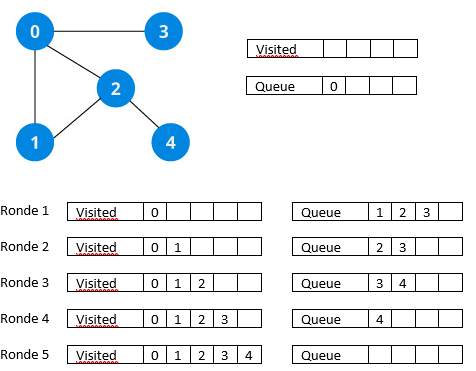 0 3
Visited
2
Queue 0
1 4
Ronde 1 Visited 0 Queue 1 2 3
Ronde 2 Visited 0 1 Queue 2 3
Ronde 3 Visited 0 1 2 Queue 3 4
Ronde 4 Visited 0 1 2 3 Queue 4
Ronde 5 Visited 0 1 2 3 4 Queue